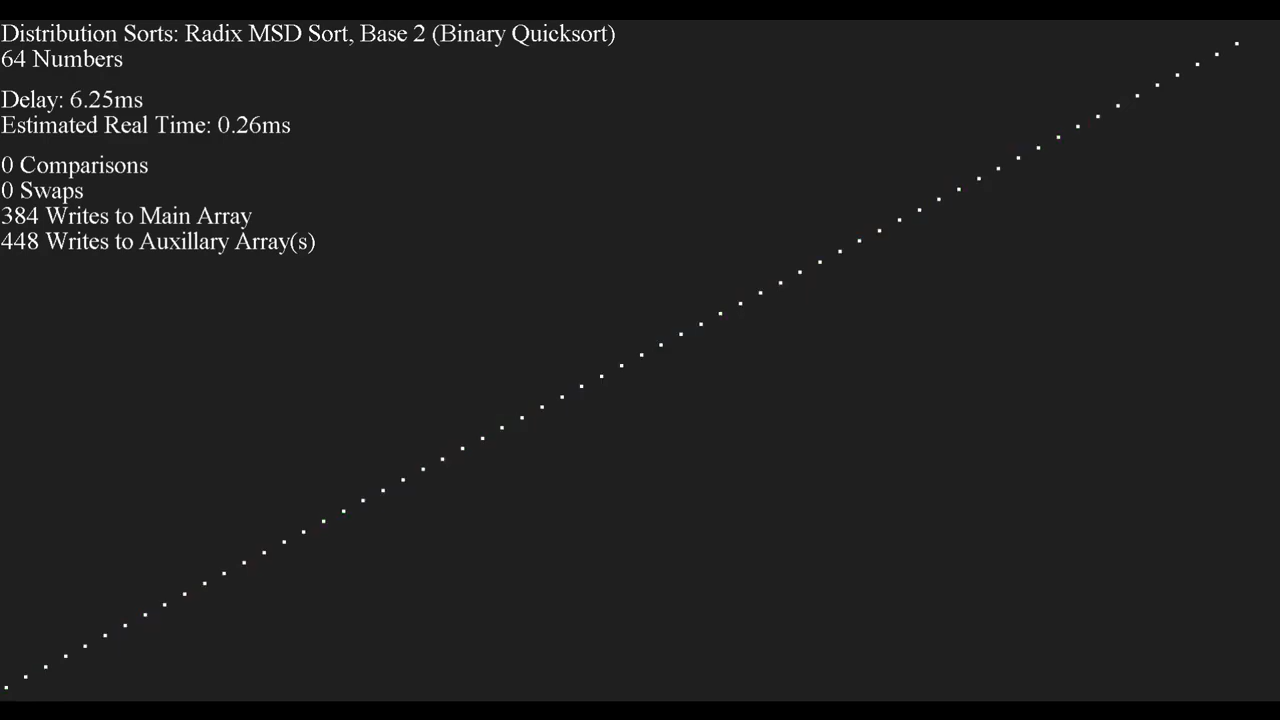 Distribution Sorts: Radix MSD Sort, Base 2 (Binary Quicksort)
64 Numbers
Delay: 6.25ms
Estimated Real Time: 0.26ms
0 Comparisons
0 Swaps
384 Writes to Main Array
448 Writes to Auxillary Array(s)